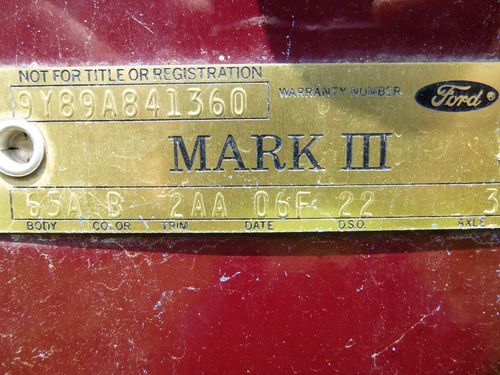 NOT FOR TITLE OR REGISTRATION
9Y89A841360 WARRANTY NUMBER Ford ®
MARK III
65A B 2AA 06F 22 3
BODY COLOR TRIM DATE D.S.O. AXLE